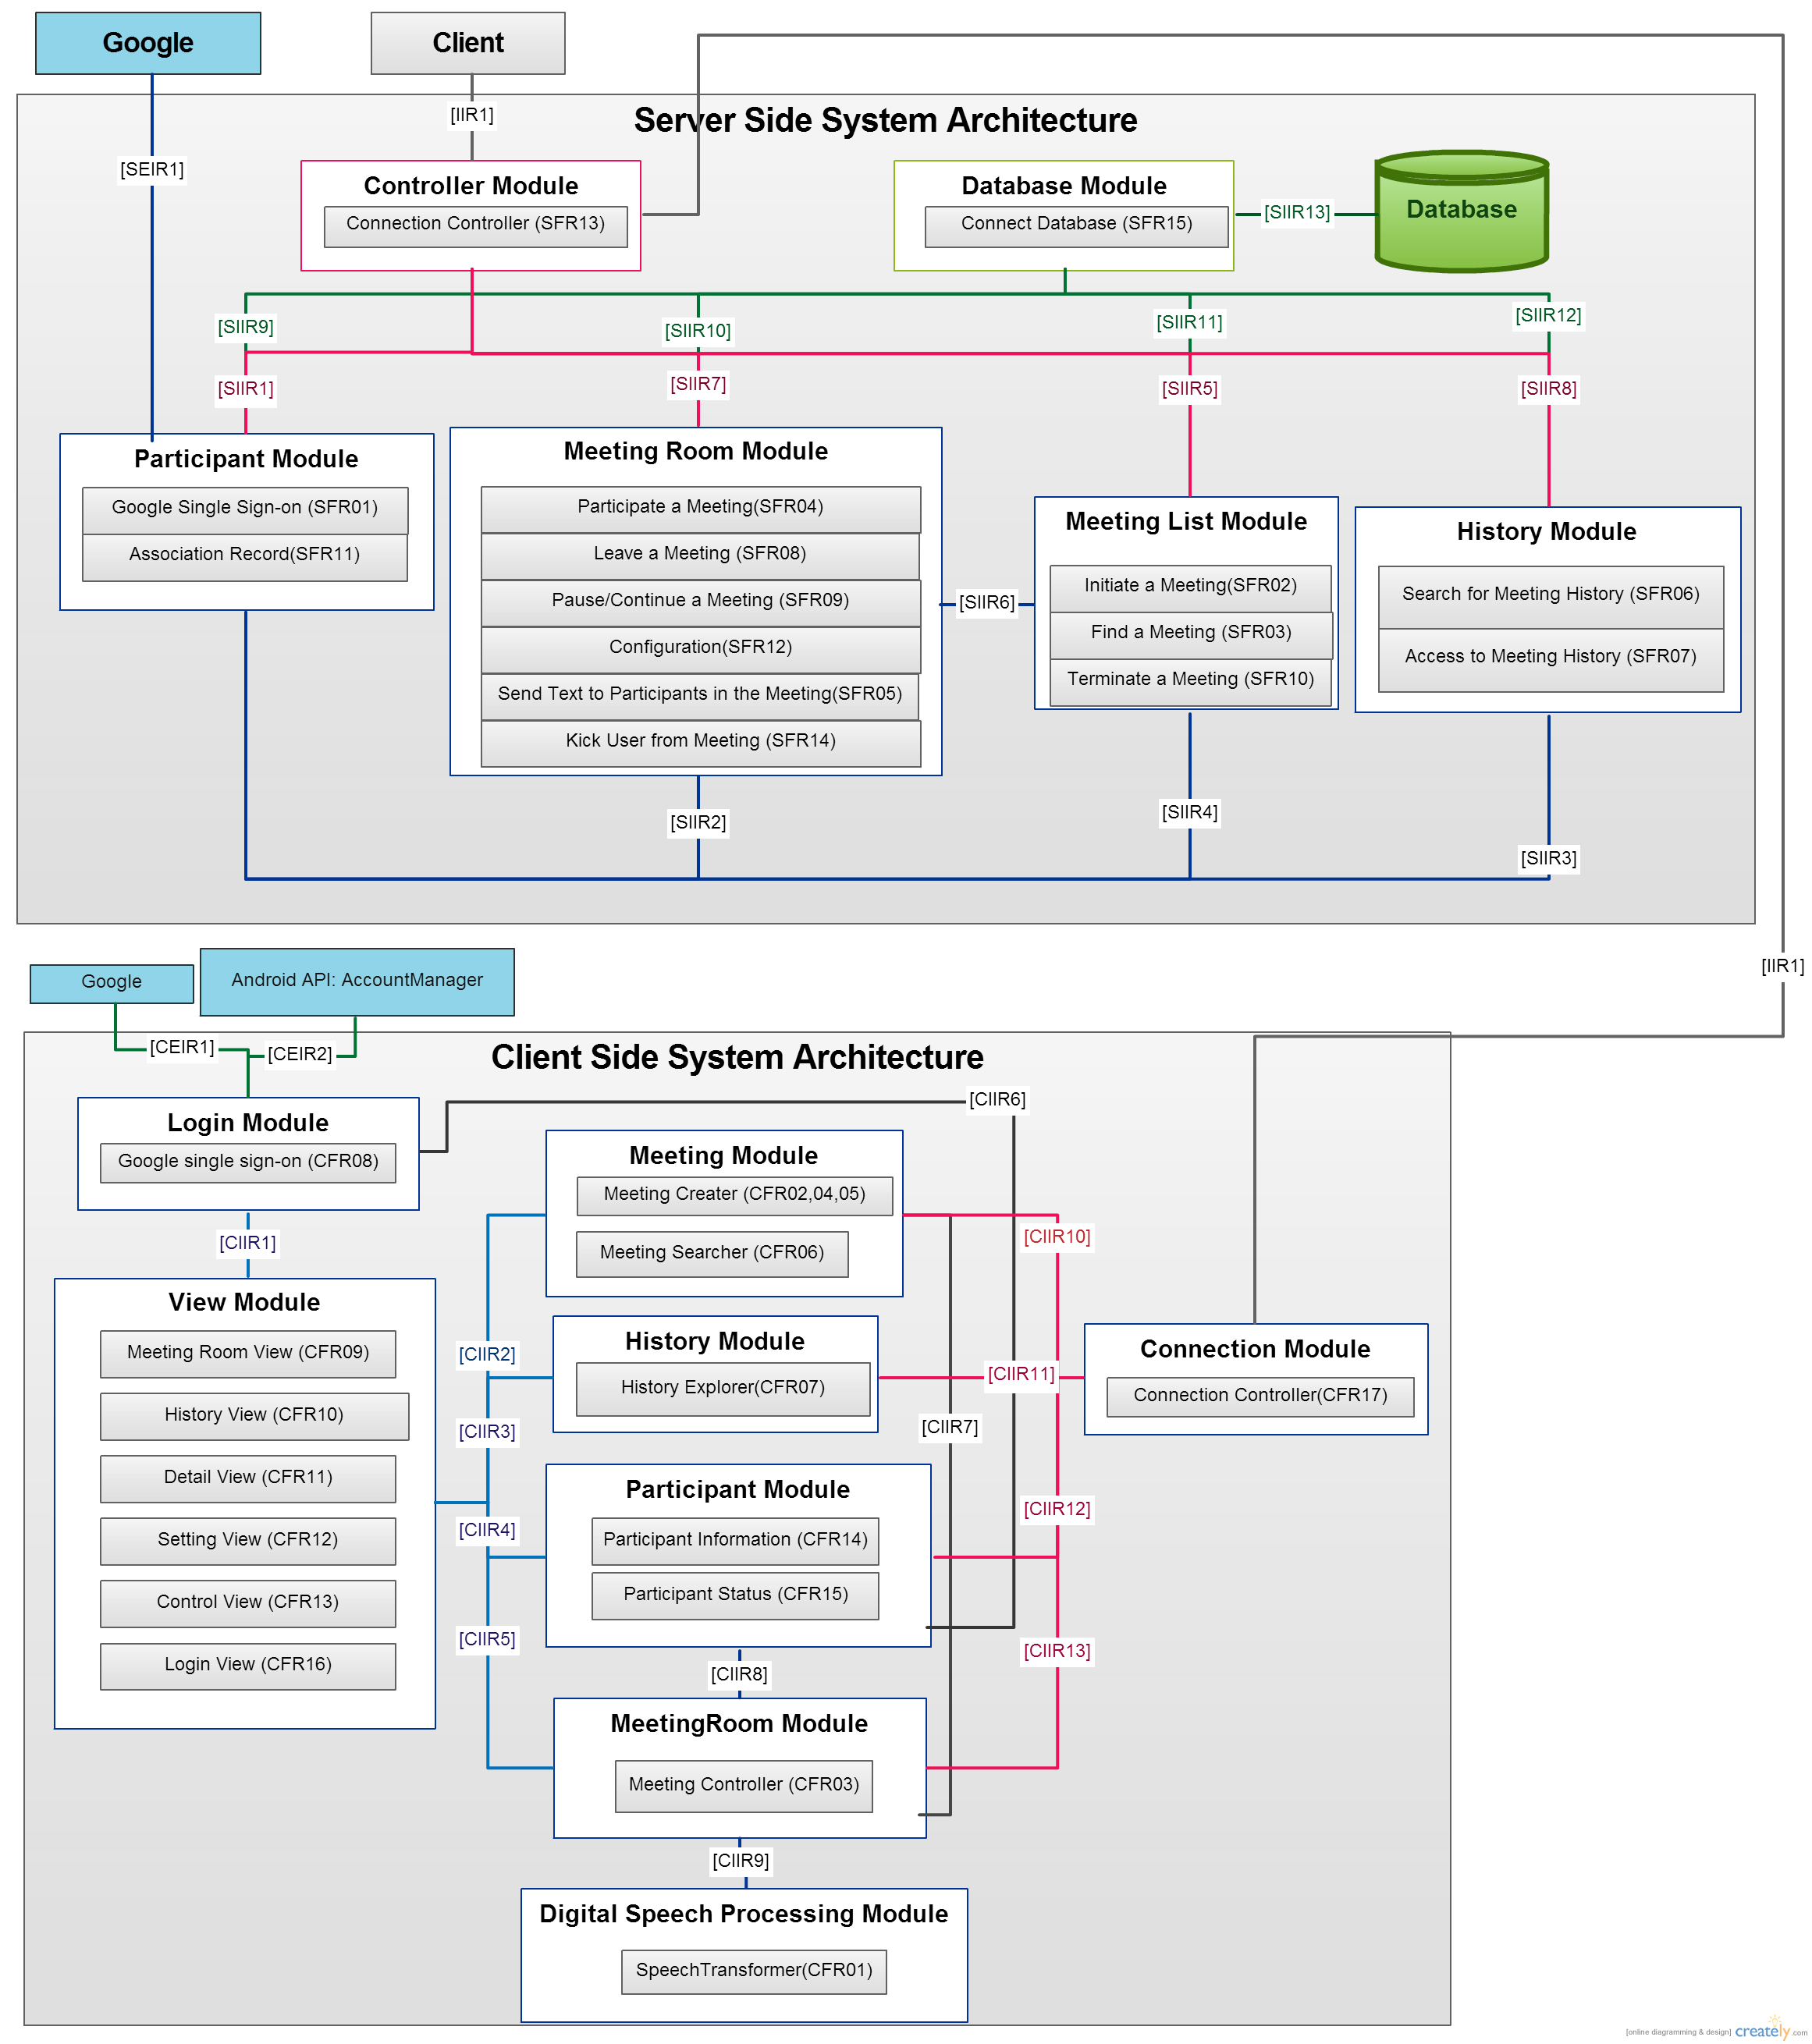 Google
Client
[IIR1]
Server Side System Architecture
[SEIR1]
Controller Module
Connection Controller (SFR13)
Database Module
Connect Database (SFR15)
[SIIR13]
Database
[SIIR9]
[SIIR10]
[SIIR11]
[SIIR12]
[SIIR1]
[SIIR7]
[SIIR5]
[SIIR8]
Participant Module
Google Single Sign-on (SFR01)
Association Record(SFR11)
Meeting Room Module
Participate a Meeting(SFR04)
Leave a Meeting (SFR08)
Pause/Continue a Meeting (SFR09)
Configuration(SFR12)
Send Text to Participants in the Meeting(SFR05)
Kick User from Meeting (SFR14)
[SIIR6]
Meeting List Module
Initiate a Meeting(SFR02)
Find a Meeting (SFR03)
Terminate a Meeting (SFR10)
History Module
Search for Meeting History (SFR06)
Access to Meeting History (SFR07)
[SIIR2]
[SIIR4]
[SIIR3]
[IIR1]
Google
Android API: AccountManager
[CEIR1]
[CEIR2]
Client Side System Architecture
Login Module
Google single sign-on (CFR08)
[CIIR6]
[CIIR1]
Meeting Module
Meeting Creater (CFR02,04,05)
Meeting Searcher (CFR06)
[CIIR10]
View Module
Meeting Room View (CFR09)
History View (CFR10)
Detail View (CFR11)
Setting View (CFR12)
Control View (CFR13)
Login View (CFR16)
[CIIR2]
[CIIR3]
[CIIR4]
[CIIR5]
History Module
History Explorer(CFR07)
[CIIR11]
[CIIR7]
Connection Module
Connection Controller(CFR17)
Participant Module
Participant Information (CFR14)
Participant Status (CFR15)
[CIIR12]
[CIIR13]
[CIIR8]
MeetingRoom Module
Meeting Controller (CFR03)
[CIIR9]
Digital Speech Processing Module
SpeechTransformer(CFR01)
[online diagramming & design] creately.com